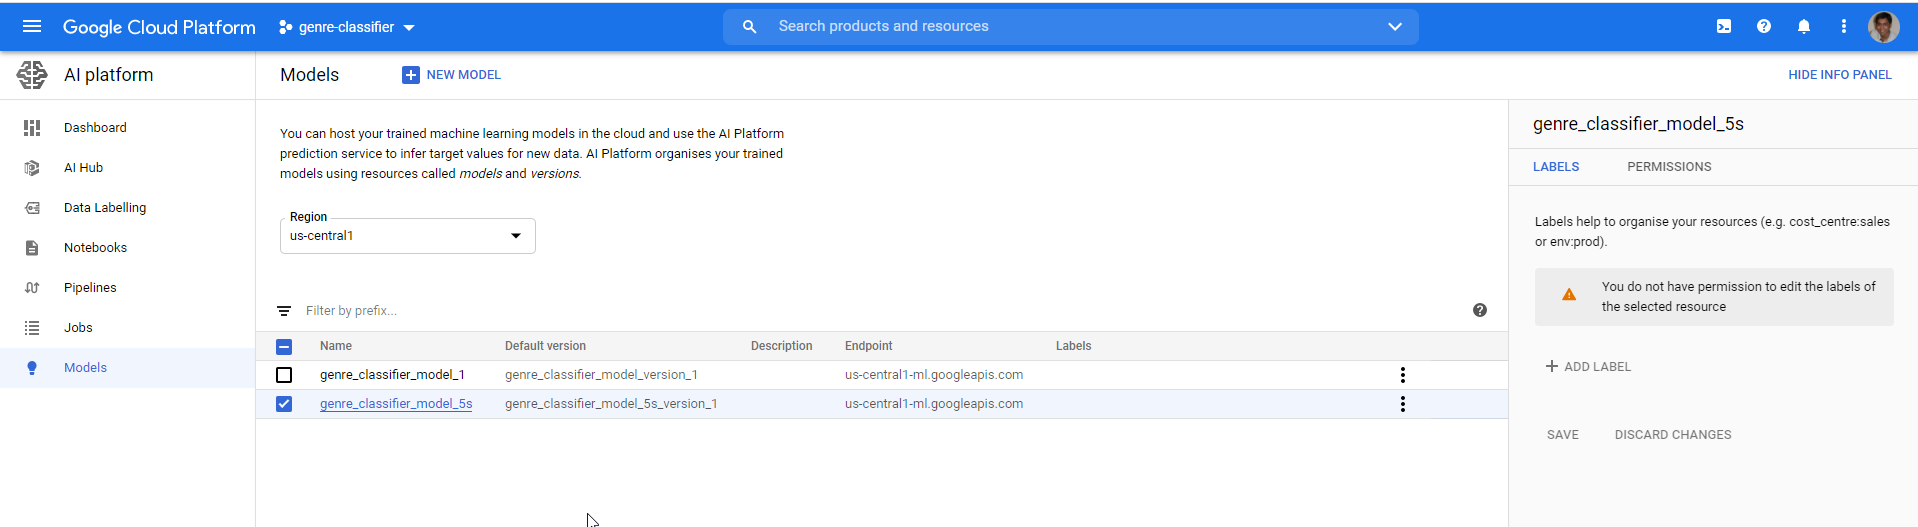 Google Cloud Platform
genre-classifier
Search products and resources
AI platform
Models
NEW MODEL
HIDE INFO PANEL
Dashboard
AI Hub
Data Labelling
Notebooks
Pipelines
Jobs
Models
You can host your trained machine learning models in the cloud and use the AI Platform
prediction service to infer target values for new data. AI Platform organises your trained
models using resources called models and versions.
Region
us-central1
Filter by prefix...
Name Default version Description Endpoint Labels
genre_classifier_model_1 genre_classifier_model_version_1 us-central1-ml.googleapis.com
genre_classifier_model_5s genre_classifier_model_5s_version_1 us-central1-ml.googleapis.com
genre_classifier_model_5s
LABELS PERMISSIONS
Labels help to organise your resources (e.g. cost_centre:sales
or env:prod).
You do not have permission to edit the labels of
the selected resource
ADD LABEL
SAVE DISCARD CHANGES